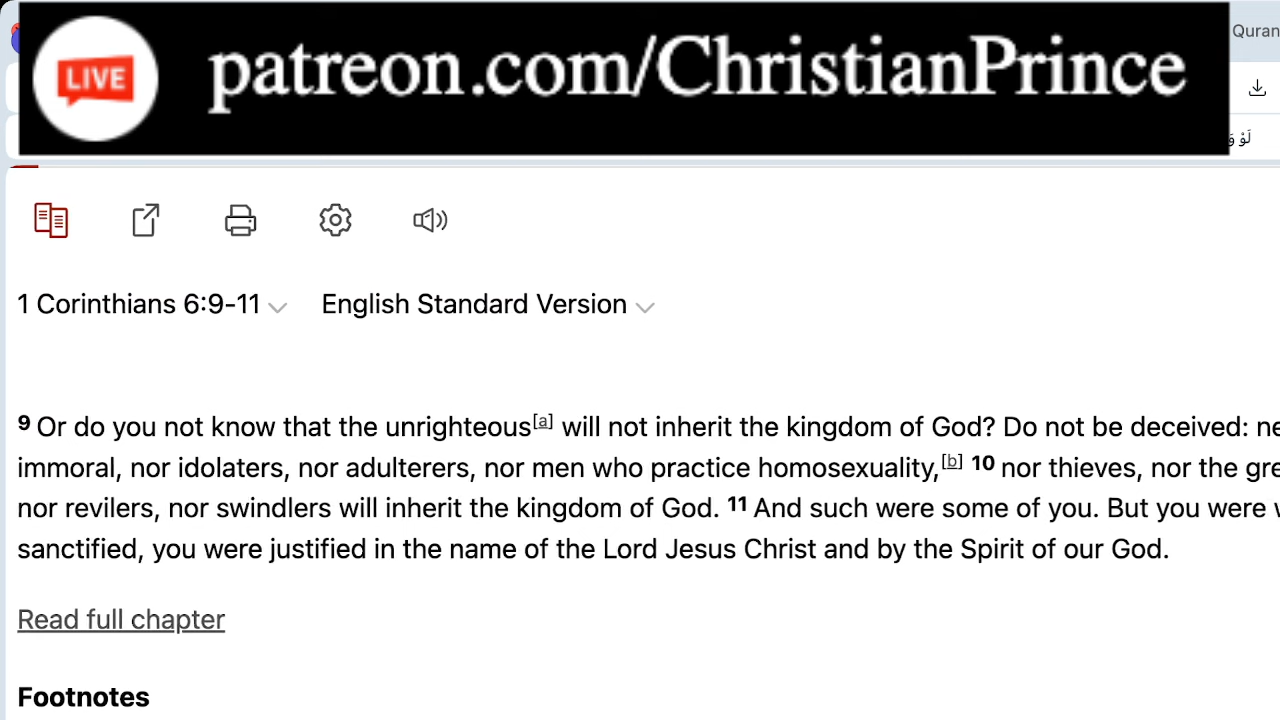 LIVE
patreon.com/ChristianPrince
Quran
لَوْ
1 Corinthians 6:9-11
English Standard Version
9 Or do you not know that the unrighteous[a] will not inherit the kingdom of God? Do not be deceived: ne
immoral, nor idolaters, nor adulterers, nor men who practice homosexuality,[b] 10 nor thieves, nor the gre
nor revilers, nor swindlers will inherit the kingdom of God. 11 And such were some of you. But you were
sanctified, you were justified in the name of the Lord Jesus Christ and by the Spirit of our God.
Read full chapter
Footnotes